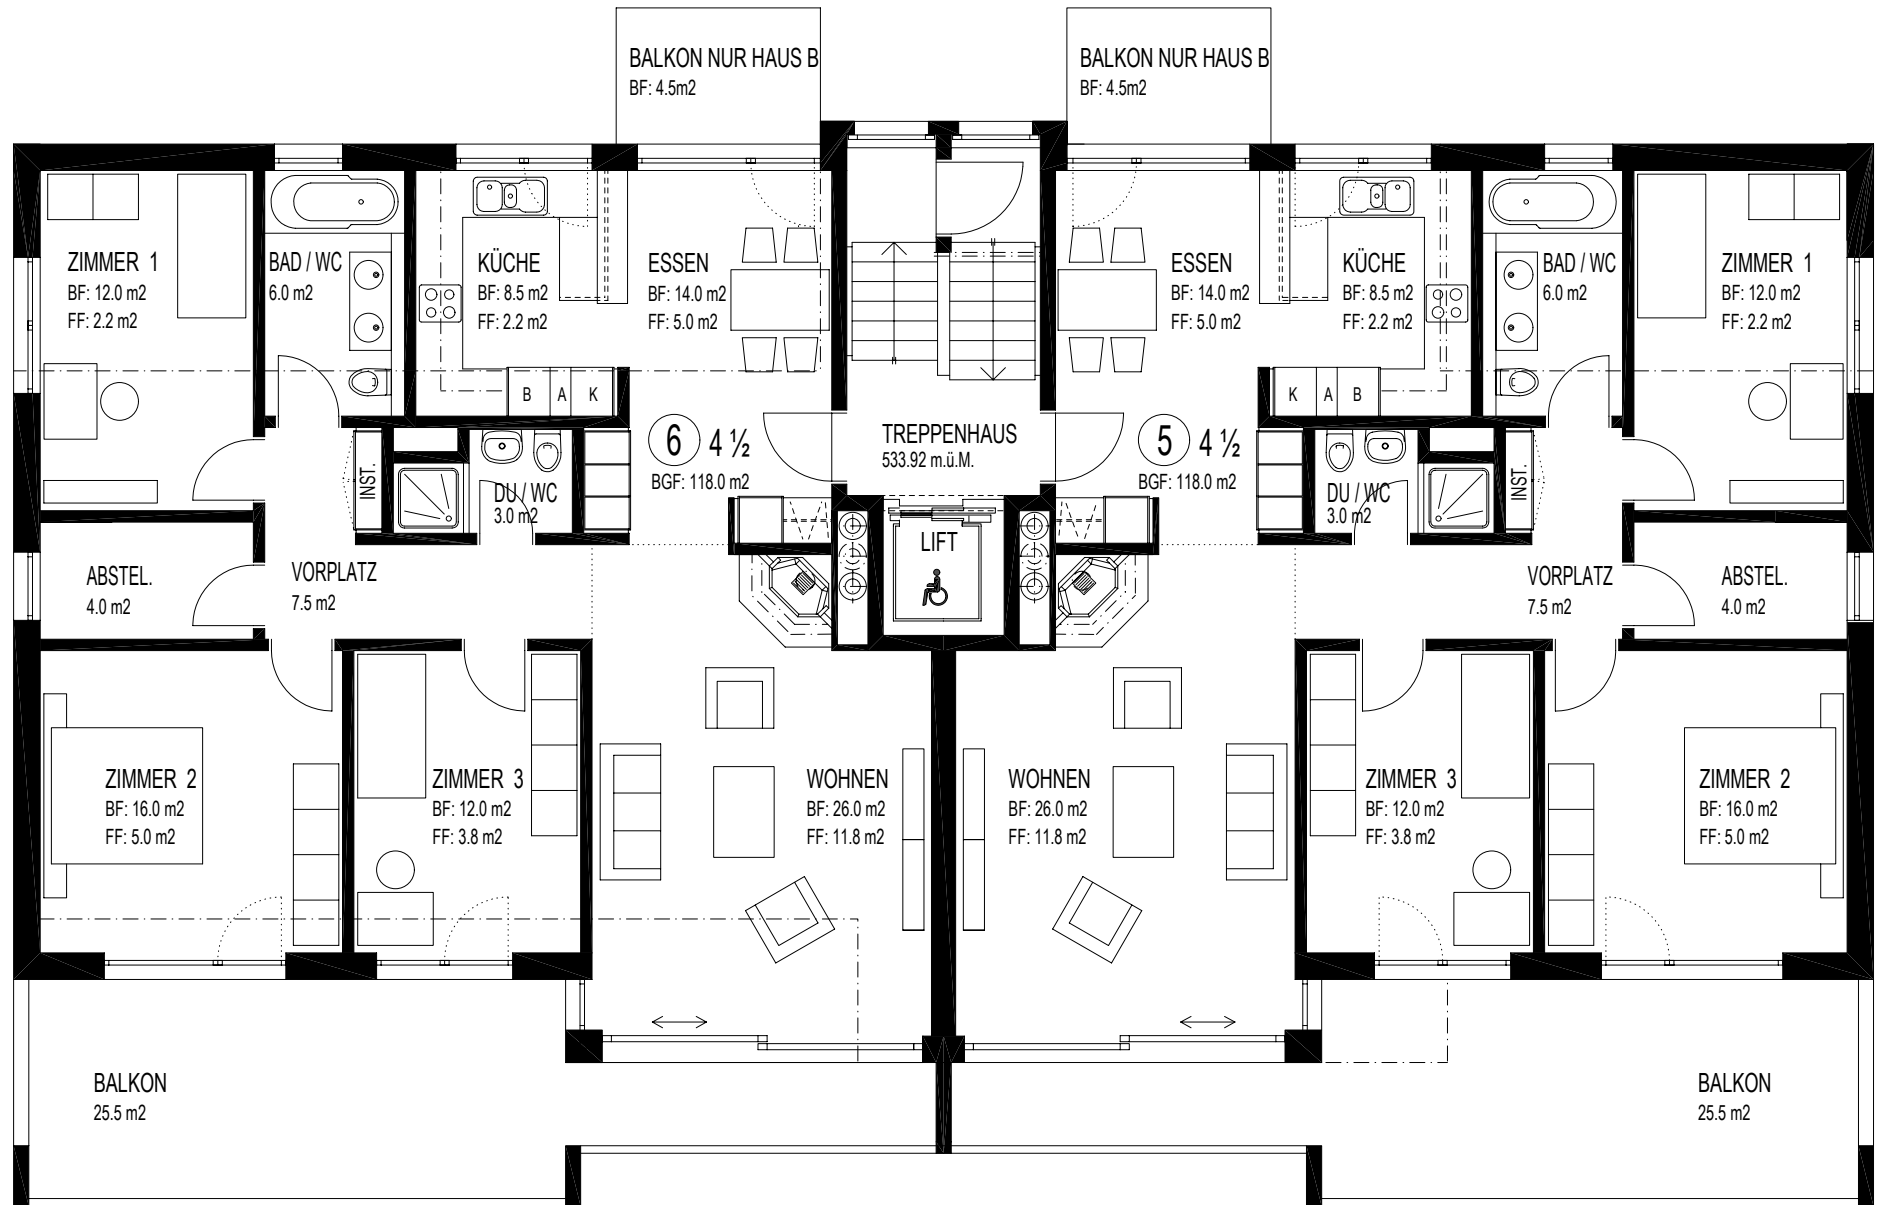 BALKON NUR HAUS B
BF: 4.5m2
BALKON NUR HAUS B
BF: 4.5m2
ZIMMER 1
BF: 12.0 m2
FF: 2.2 m2
BAD / WC
6.0 m2
KÜCHE
BF: 8.5 m2
FF: 2.2 m2
ESSEN
BF: 14.0 m2
FF: 5.0 m2
ESSEN
BF: 14.0 m2
FF: 5.0 m2
KÜCHE
BF: 8.5 m2
FF: 2.2 m2
BAD / WC
6.0 m2
ZIMMER 1
BF: 12.0 m2
FF: 2.2 m2
B A K
K A B
6 4 ½
BGF: 118.0 m2
TREPPENHAUS
533.92 m.ü.M.
5 4 ½
BGF: 118.0 m2
INST.
DU / WC
3.0 m2
DU / WC
3.0 m2
INST.
LIFT
ABSTEL.
4.0 m2
VORPLATZ
7.5 m2
VORPLATZ
7.5 m2
ABSTEL.
4.0 m2
ZIMMER 2
BF: 16.0 m2
FF: 5.0 m2
ZIMMER 3
BF: 12.0 m2
FF: 3.8 m2
WOHNEN
BF: 26.0 m2
FF: 11.8 m2
WOHNEN
BF: 26.0 m2
FF: 11.8 m2
ZIMMER 3
BF: 12.0 m2
FF: 3.8 m2
ZIMMER 2
BF: 16.0 m2
FF: 5.0 m2
BALKON
25.5 m2
BALKON
25.5 m2